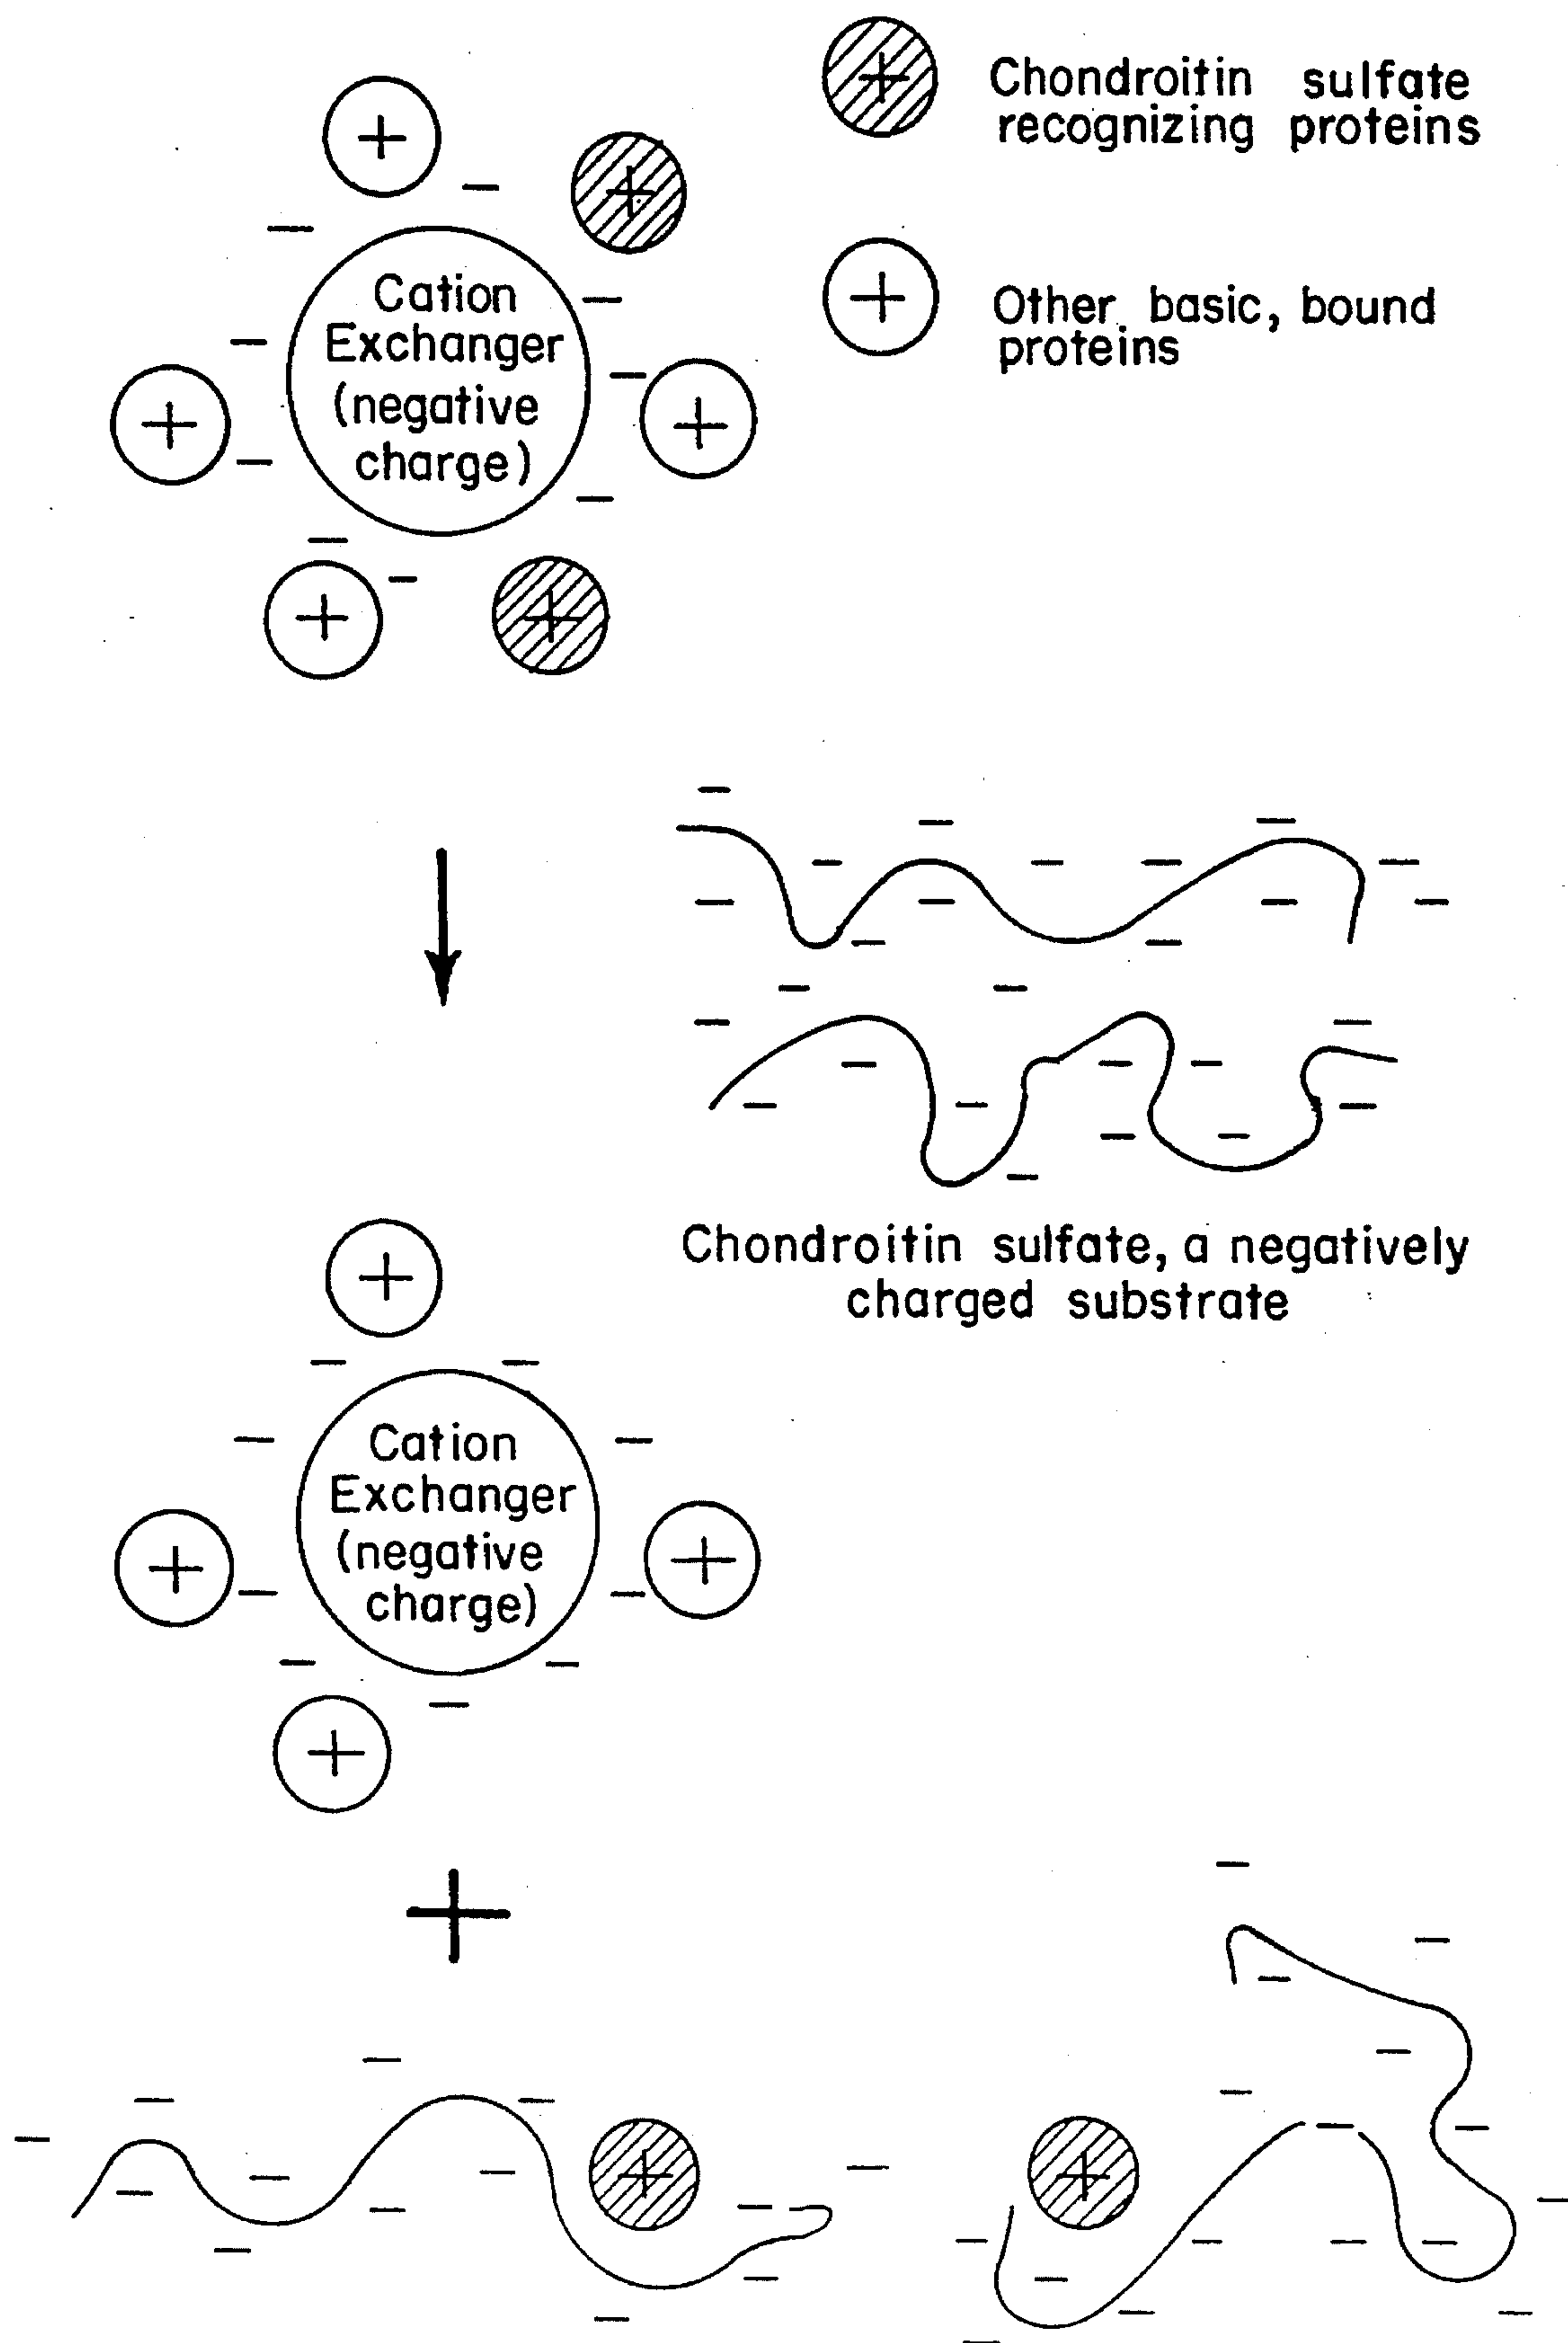 Chondroitin sulfate
recognizing proteins
Other basic, bound
proteins
Cation
Exchanger
(negative
charge)
Chondroitin sulfate, a negatively
charged substrate
Cation
Exchanger
(negative
charge)